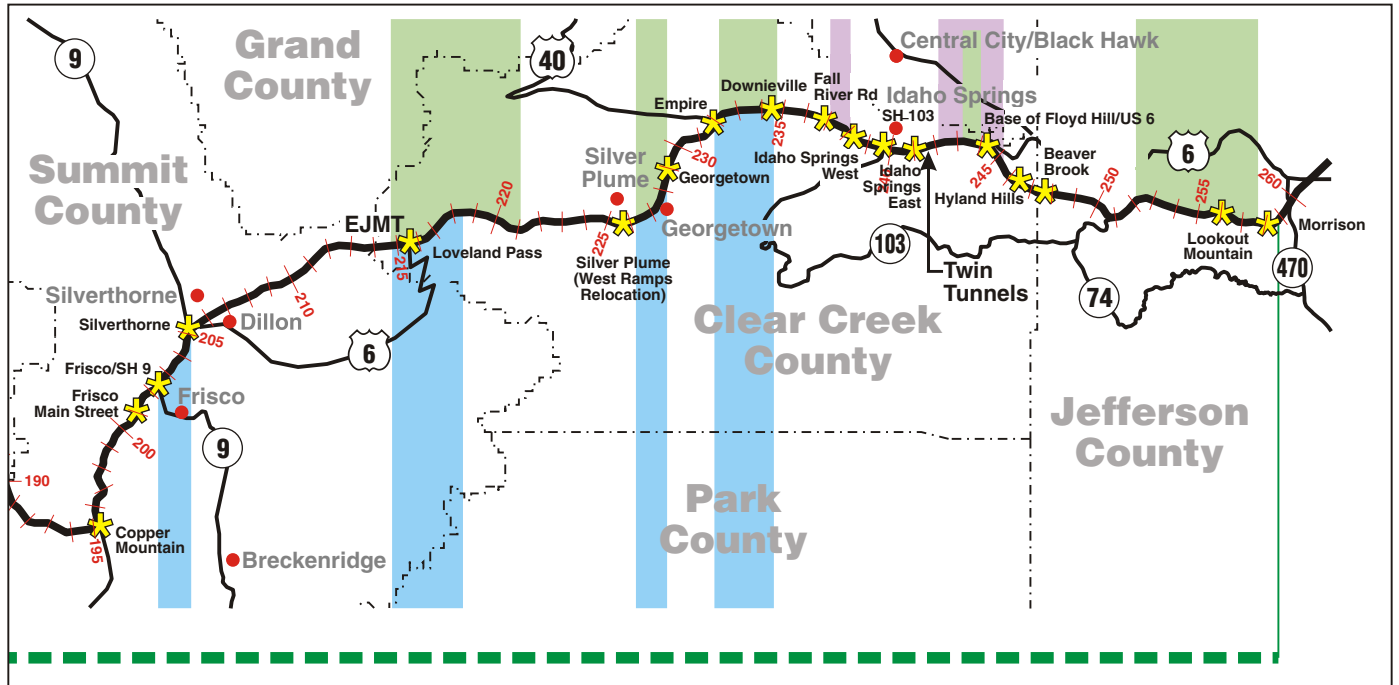 9
Grand
County
40
Central City/Black Hawk
Downieville
Fall
River Rd
Empire
Idaho Springs
SH-103
Base of Floyd Hill/US 6
235
6
Summit
County
Silver
Plume
230
Georgetown
Idaho Springs
West
Idaho
Springs
East
245
Beaver
Brook
Hyland Hills
250
255
260
220
EJMT
215
Loveland Pass
225
Georgetown
Silver Plume
(West Ramps
Relocation)
103
Twin
Tunnels
Lookout
Mountain
Morrison
470
74
Silverthorne
210
Silverthorne
Dillon
205
6
Clear Creek
County
Frisco/SH 9
Frisco
Main Street
Frisco
200
9
Jefferson
County
190
Copper
Mountain
195
Park
County
Breckenridge